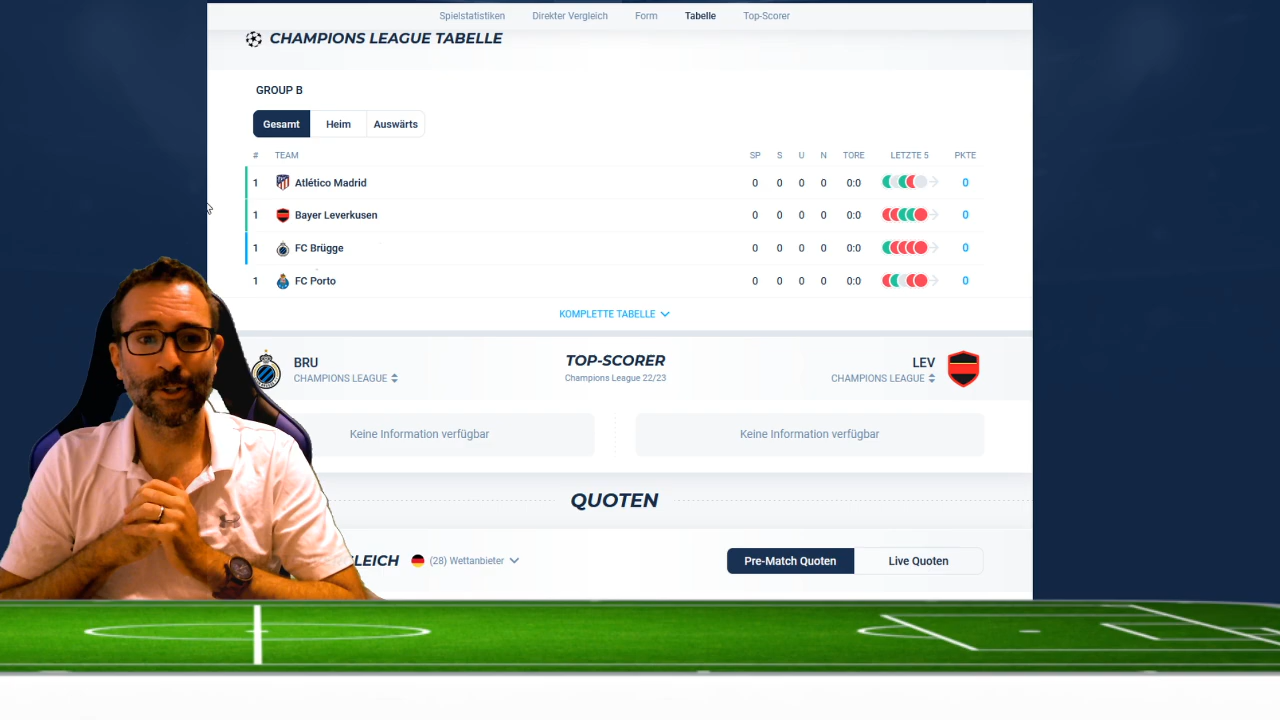 Spielstatistiken Direkter Vergleich Form Tabelle Top-Scorer
CHAMPIONS LEAGUE TABELLE
GROUP B
Gesamt Heim Auswärts
# TEAM SP S U N TORE LETZTE 5 PKTE
1 Atlético Madrid 0 0 0 0 0:0 0
1 Bayer Leverkusen 0 0 0 0 0:0 0
1 FC Brügge 0 0 0 0 0:0 0
1 FC Porto 0 0 0 0 0:0 0
KOMPLETTE TABELLE
BRU TOP-SCORER LEV
CHAMPIONS LEAGUE Champions League 22/23 CHAMPIONS LEAGUE
Keine Information verfügbar Keine Information verfügbar
QUOTEN
LEICH (28) Wettanbieter Pre-Match Quoten Live Quoten